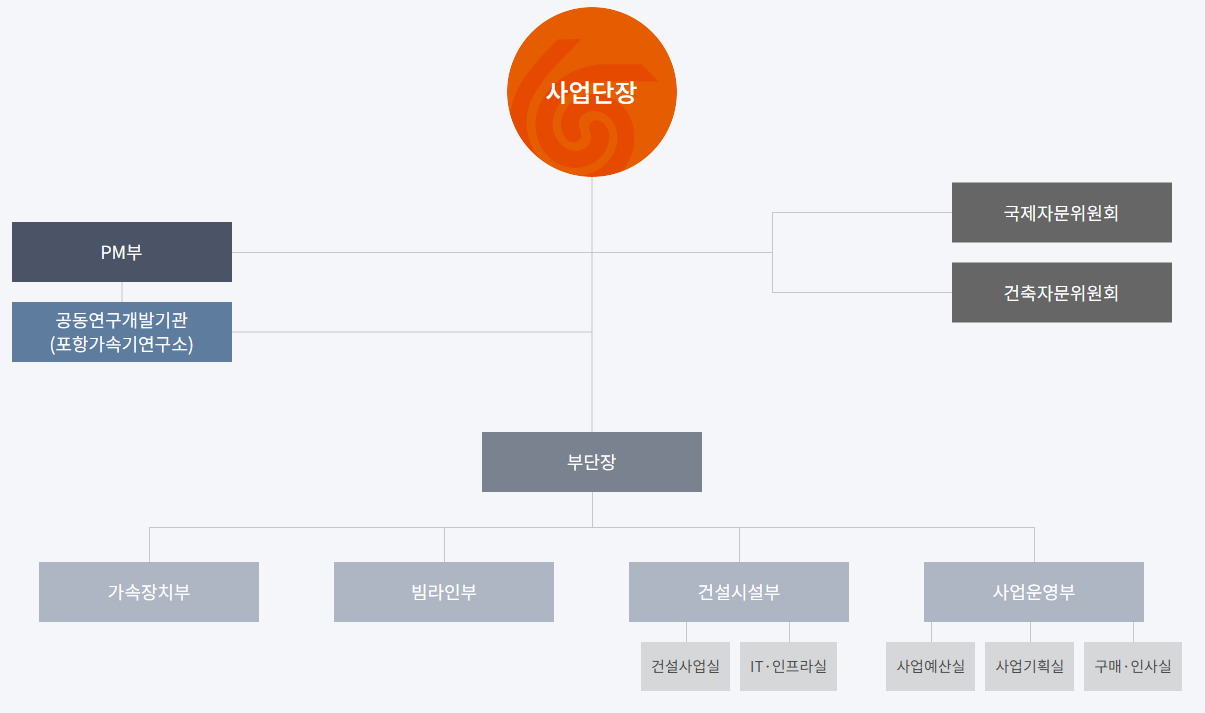 사업단장
국제자문위원회
PM부
건축자문위원회
공동연구개발기관
(포항가속기연구소)
부단장
가속장치부
빔라인부
건설시설부
사업운영부
건설사업실
IT·인프라실
사업예산실
사업기획실
구매·인사실